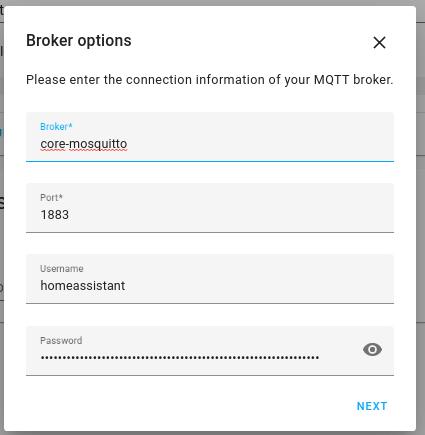 Broker options
Please enter the connection information of your MQTT broker.
Broker*
core-mosquitto
Port*
1883
Username
homeassistant
Password
••••••••••••••••••••••••••••••••••••••••••••••••••••••••••••••••
NEXT